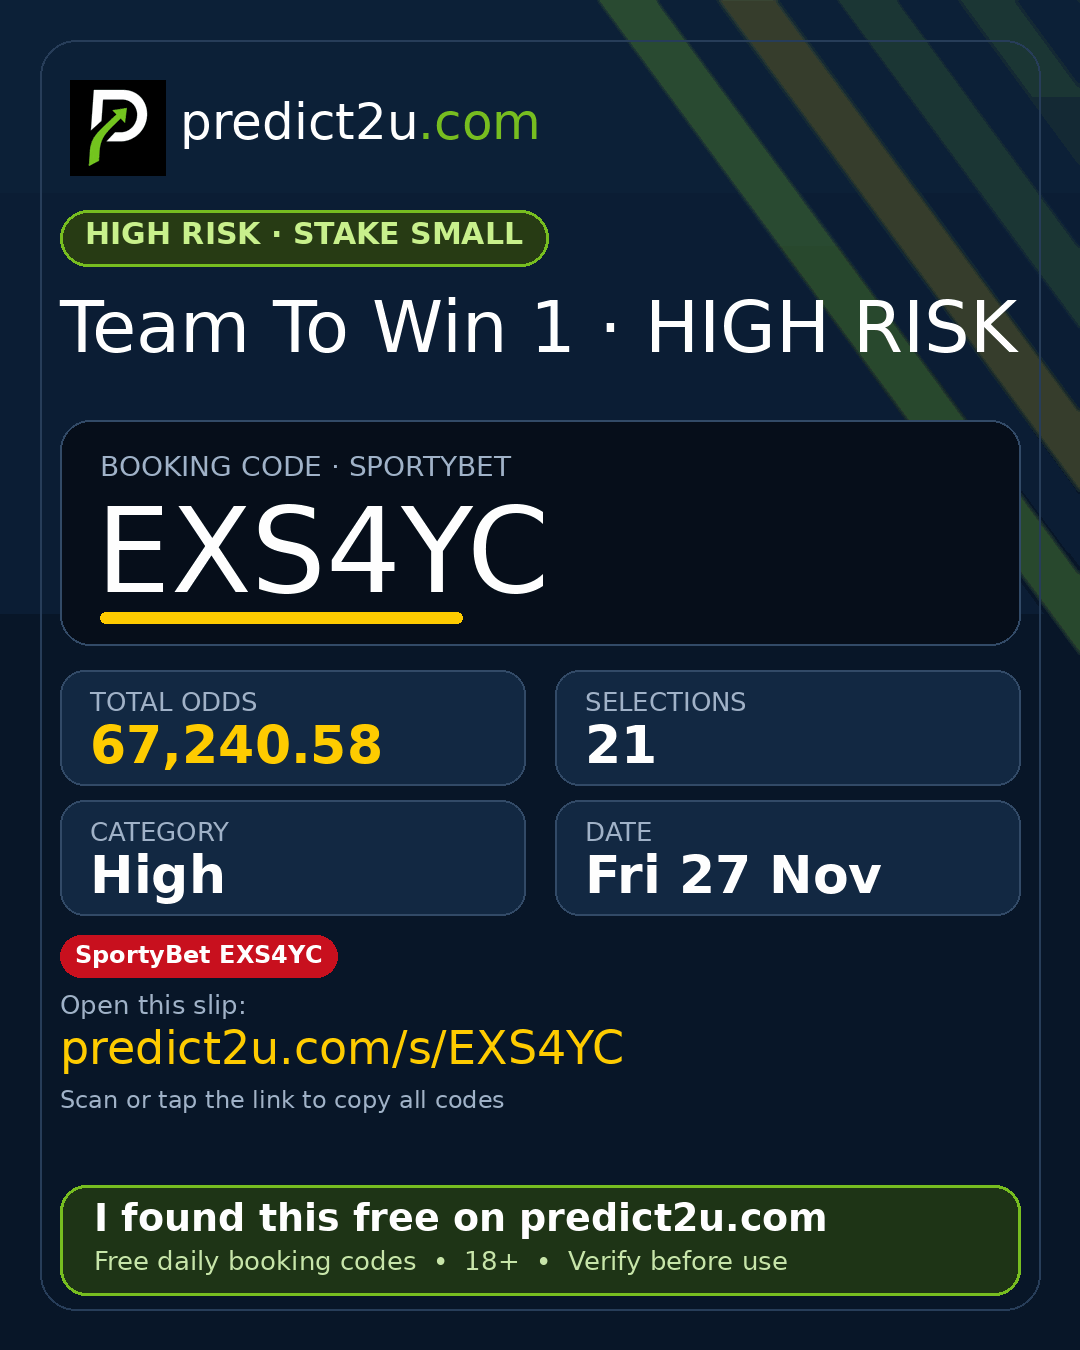 predict2u.com
HIGH RISK · STAKE SMALL
Team To Win 1 · HIGH RISK
BOOKING CODE · SPORTYBET
EXS4YC
TOTAL ODDS
67,240.58
SELECTIONS
21
CATEGORY
High
DATE
Fri 27 Nov
SportyBet EXS4YC
Open this slip:
predict2u.com/s/EXS4YC
Scan or tap the link to copy all codes
I found this free on predict2u.com
Free daily booking codes • 18+ • Verify before use